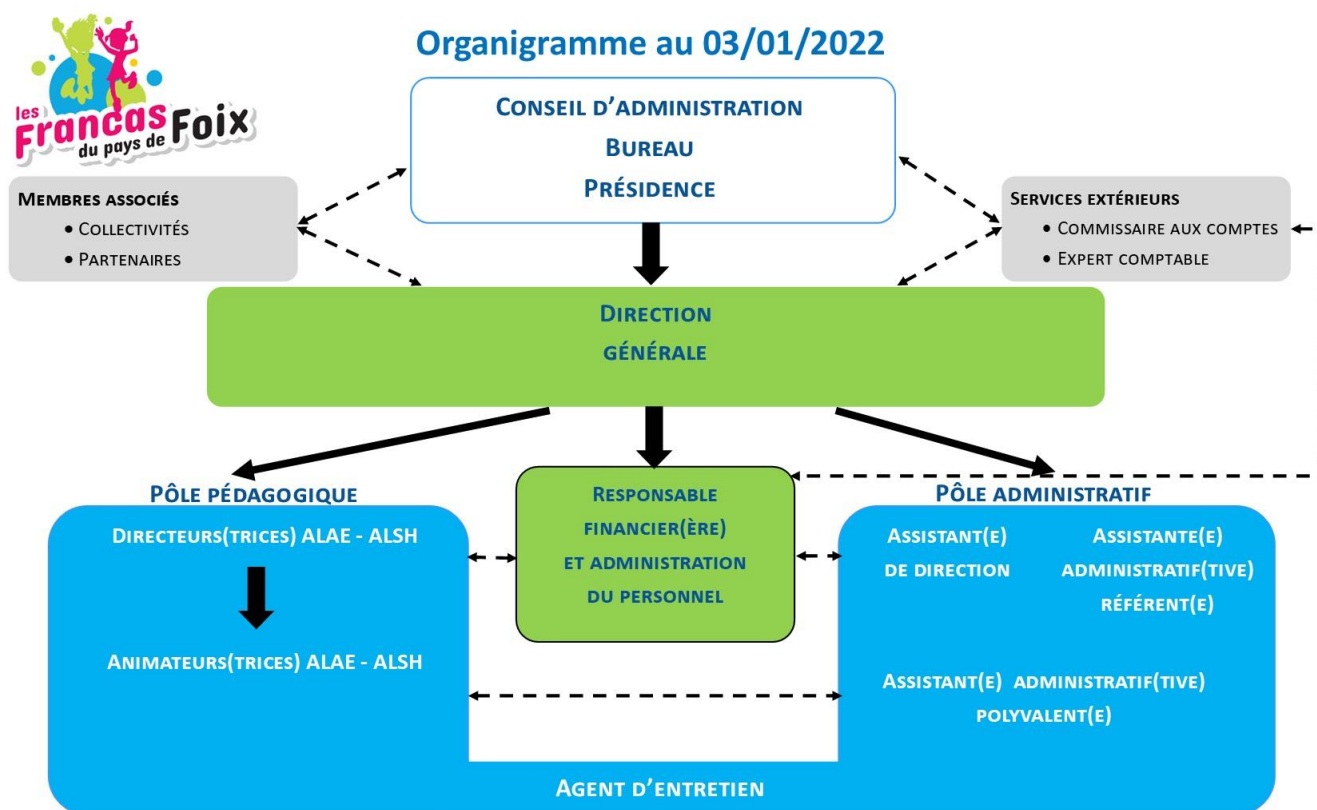 Organigramme au 03/01/2022
les
Francas
du pays de Foix
CONSEIL D'ADMINISTRATION
BUREAU
PRÉSIDENCE
MEMBRES ASSOCIÉS
• COLLECTIVITÉS
• PARTENAIRES
SERVICES EXTÉRIEURS
• COMMISSAIRE AUX COMPTES
• EXPERT COMPTABLE
DIRECTION
GÉNÉRALE
PÔLE PÉDAGOGIQUE
DIRECTEURS(TRICES) ALAE - ALSH
ANIMATEURS(TRICES) ALAE - ALSH
RESPONSABLE
FINANCIER(ÈRE)
ET ADMINISTRATION
DU PERSONNEL
PÔLE ADMINISTRATIF
ASSISTANT(E)
DE DIRECTION
ASSISTANTE(E)
ADMINISTRATIF(TIVE)
RÉFÉRENT(E)
ASSISTANT(E) ADMINISTRATIF(TIVE)
POLYVALENT(E)
AGENT D'ENTRETIEN